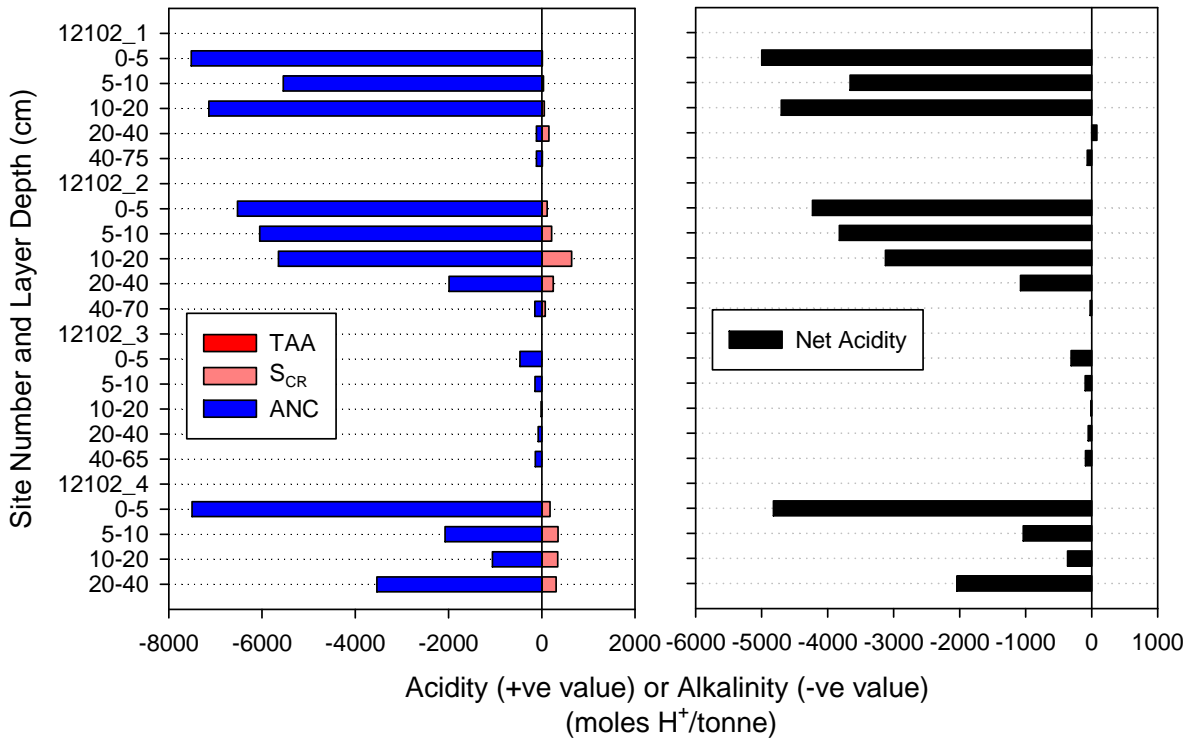 Site Number and Layer Depth (cm)
12102_1
0-5
5-10
10-20
20-40
40-75
12102_2
0-5
5-10
10-20
20-40
40-70
12102_3
0-5
5-10
10-20
20-40
40-65
12102_4
0-5
5-10
10-20
20-40
TAA
SCR
ANC
Net Acidity
-8000 -6000 -4000 -2000 0 2000
-6000 -5000 -4000 -3000 -2000 -1000 0 1000
Acidity (+ve value) or Alkalinity (-ve value)
(moles H+/tonne)